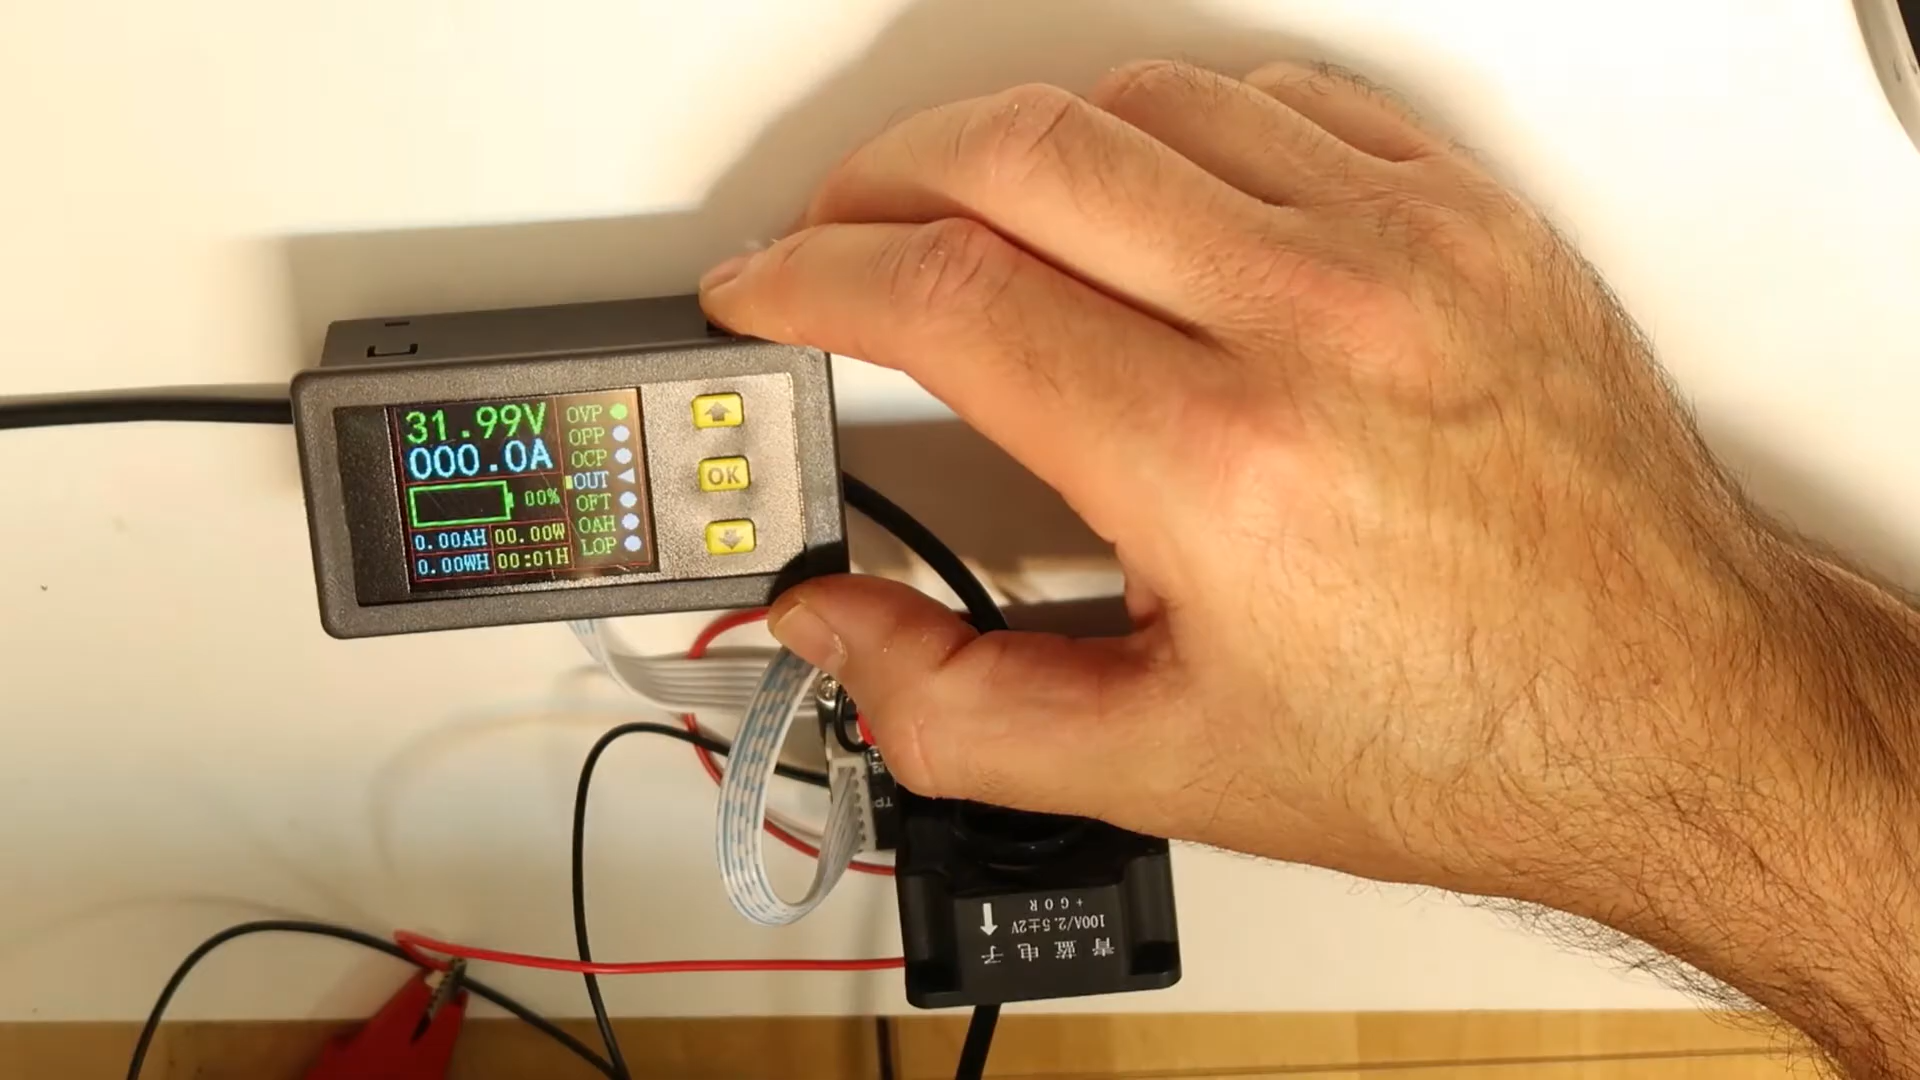 31.99V
000.0A
00%
0.00AH 00.00W
0.00WH 00:01H
OVP
OPP
OCP
OUT
OFT
OAH
LOP
OK
青 蓝 电 子
100A/2.5±2V
+ G O R